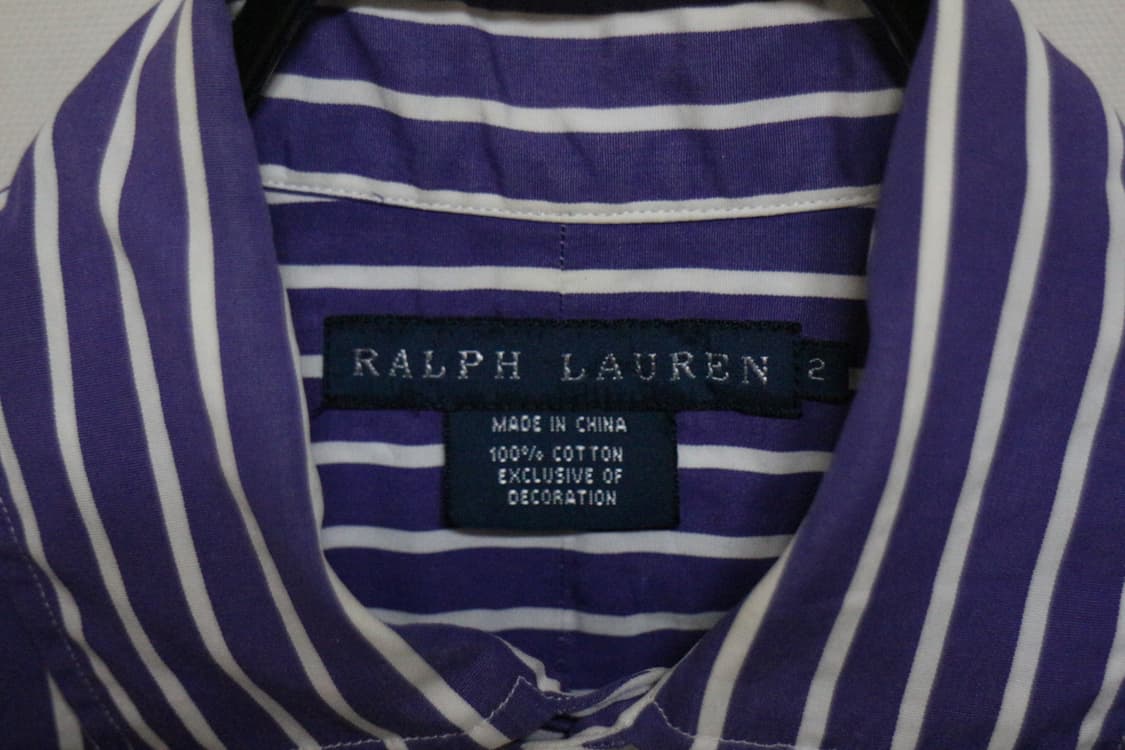 RALPH LAUREN 2
MADE IN CHINA
100% COTTON
EXCLUSIVE OF
DECORATION